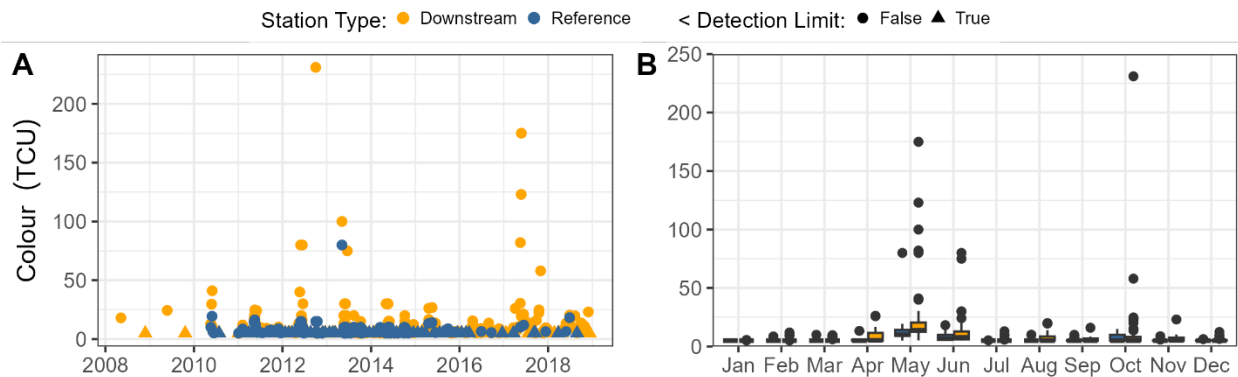 Station Type: Downstream Reference < Detection Limit: False True
A
Colour (TCU)
200
150
100
50
0
2008 2010 2012 2014 2016 2018
B
250
200
150
100
50
0
Jan Feb Mar Apr May Jun Jul Aug Sep Oct Nov Dec